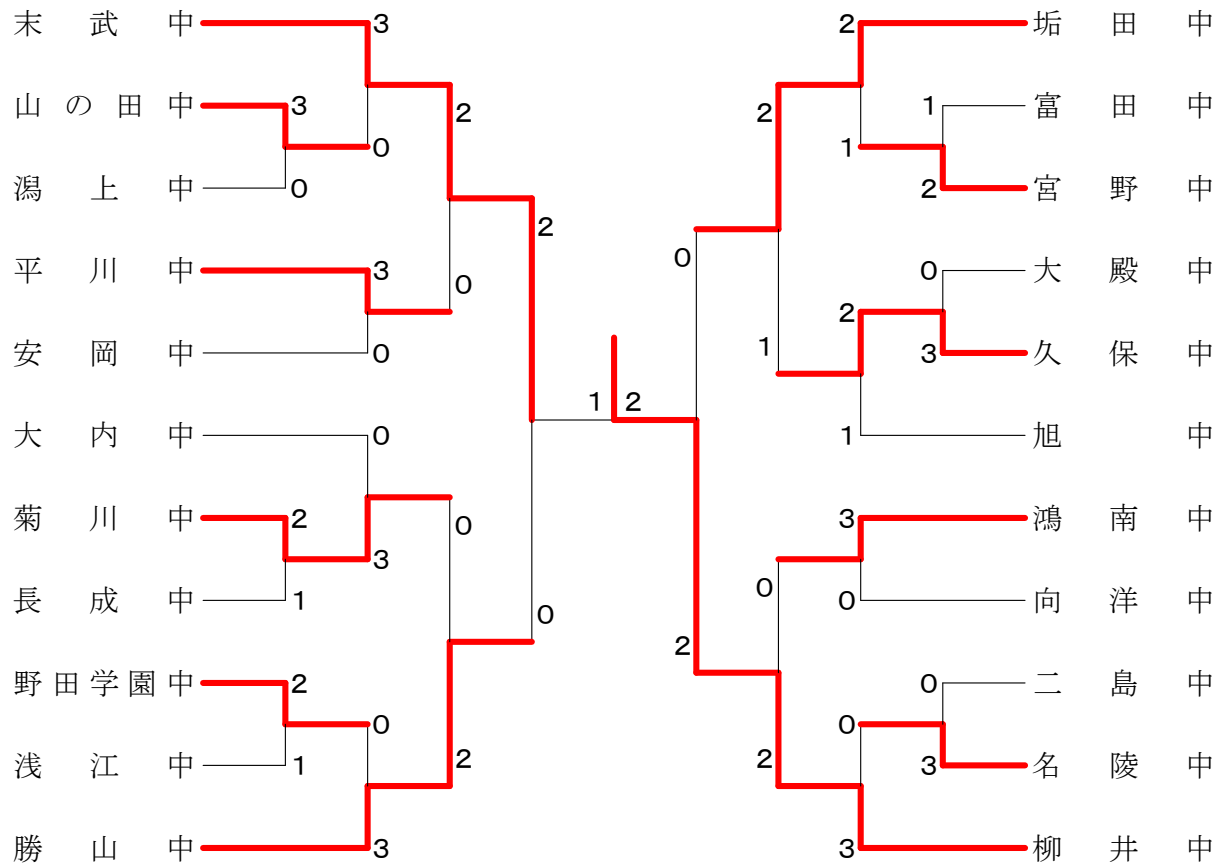 末武中 3 2 垢田中
山の田中 3 2 2 1 富田中
0 1
潟上中 0 2 宮野中
2 0
平川中 3 0 0 大殿中
2
安岡中 0 1 3 久保中
1 2
大内中 0 1 旭中
菊川中 2 0 3 鴻南中
3
長成中 1 0 0 0 向洋中
2
野田学園中 2 0 二島中
0 0
浅江中 1 2 2 3 名陵中
勝山中 3 3 柳井中